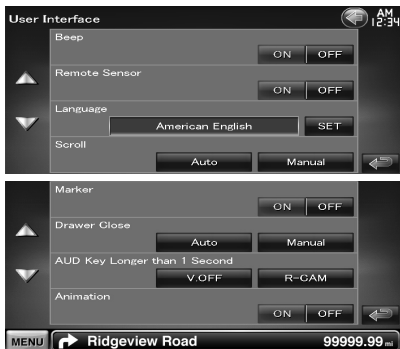 User Interface
AM
12:34
Beep
ON OFF
Remote Sensor
ON OFF
Language
American English SET
Scroll
Auto Manual
Marker
ON OFF
Drawer Close
Auto Manual
AUD Key Longer than 1 Second
V.OFF R-CAM
Animation
ON OFF
MENU Ridgeview Road 99999.99 mi